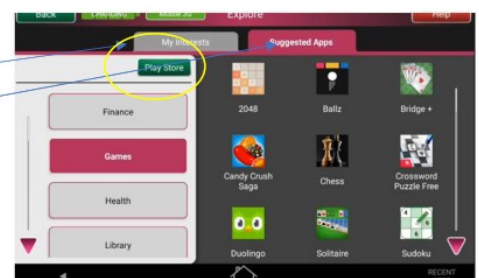 Back
Explore
Help
My Interests
Suggested Apps
Play Store
Finance
Games
Health
Library
2048
Ballz
Bridge +
Candy Crush
Saga
Chess
Crossword
Puzzle Free
Duolingo
Solitaire
Sudoku
RECENT